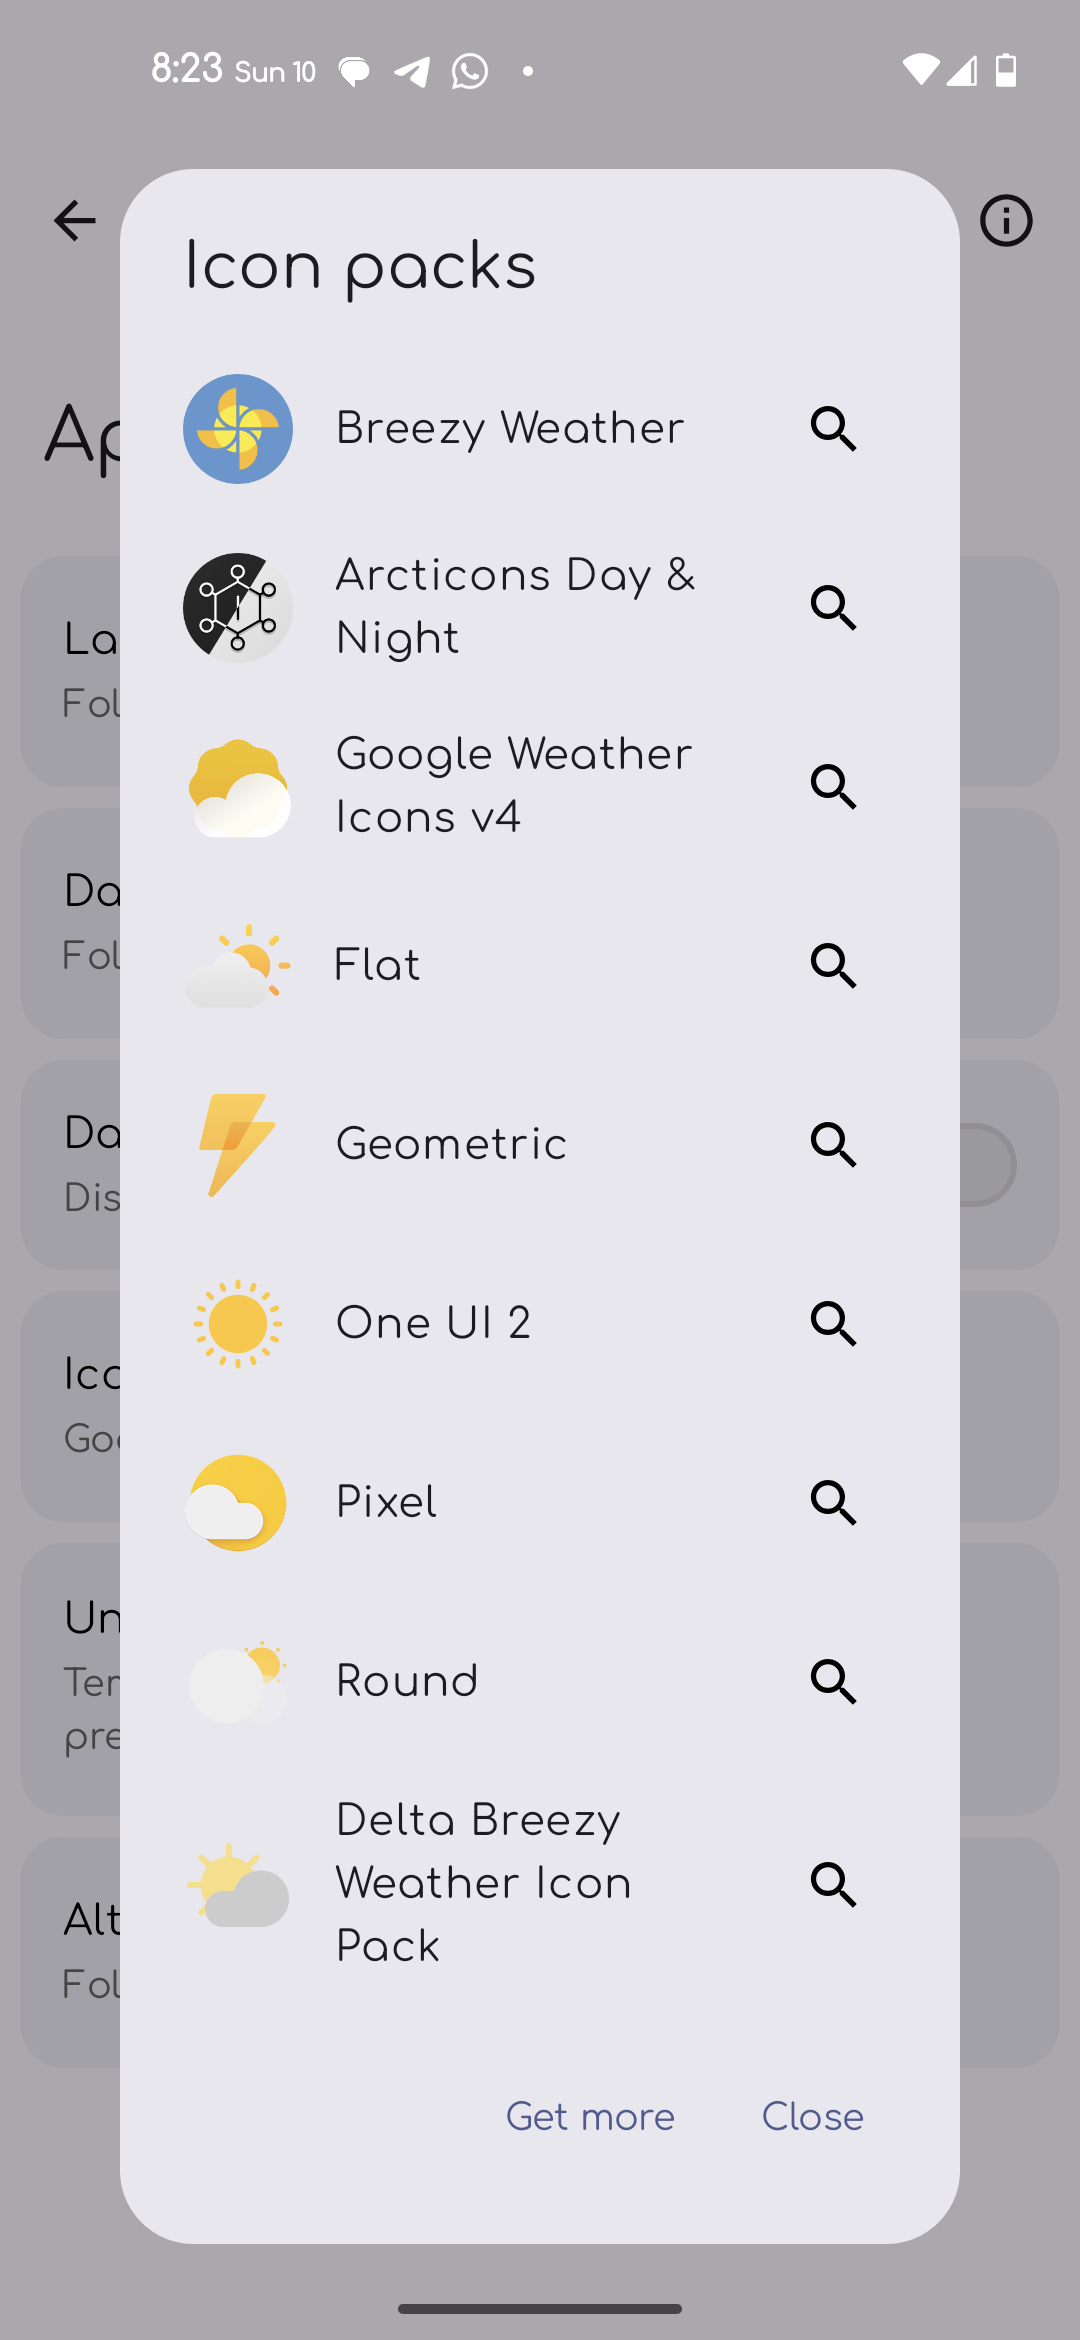 8:23 Sun 10
Icon packs
Ap
Breezy Weather
Arcticons Day &
Night
La
Fol
Google Weather
Icons v4
Da
Fol
Flat
Geometric
Da
Dis
One UI 2
Ico
Goo
Pixel
Un
Round
Ter
pre
Delta Breezy
Weather Icon
Pack
Alt
Fol
Get more Close